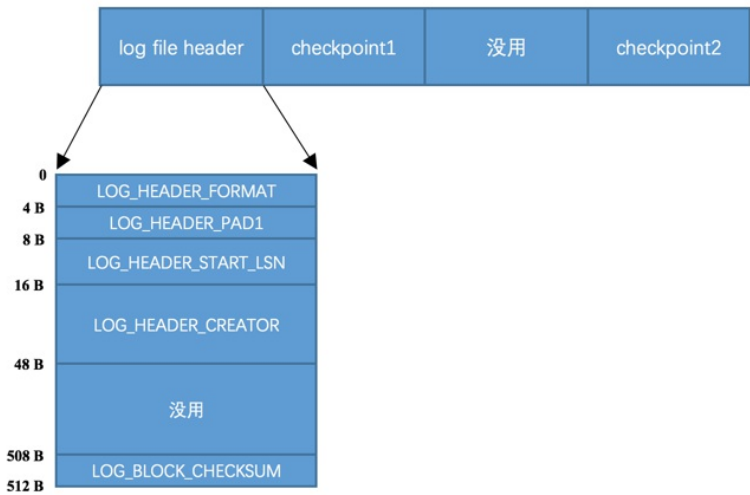 log file header
checkpoint1
没用
checkpoint2
0
LOG_HEADER_FORMAT
4 B
LOG_HEADER_PAD1
8 B
LOG_HEADER_START_LSN
16 B
LOG_HEADER_CREATOR
48 B
没用
508 B
LOG_BLOCK_CHECKSUM
512 B